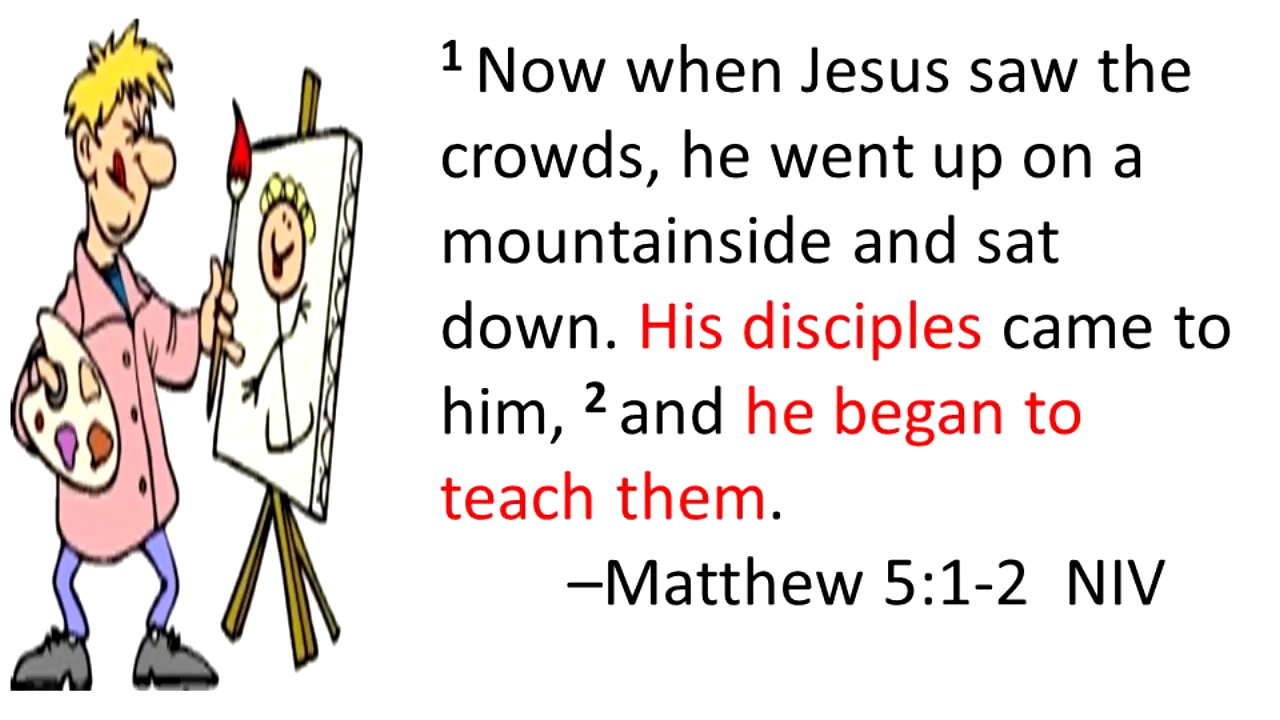 ¹ Now when Jesus saw the
crowds, he went up on a
mountainside and sat
down. His disciples came to
him, ² and he began to
teach them.
–Matthew 5:1-2 NIV